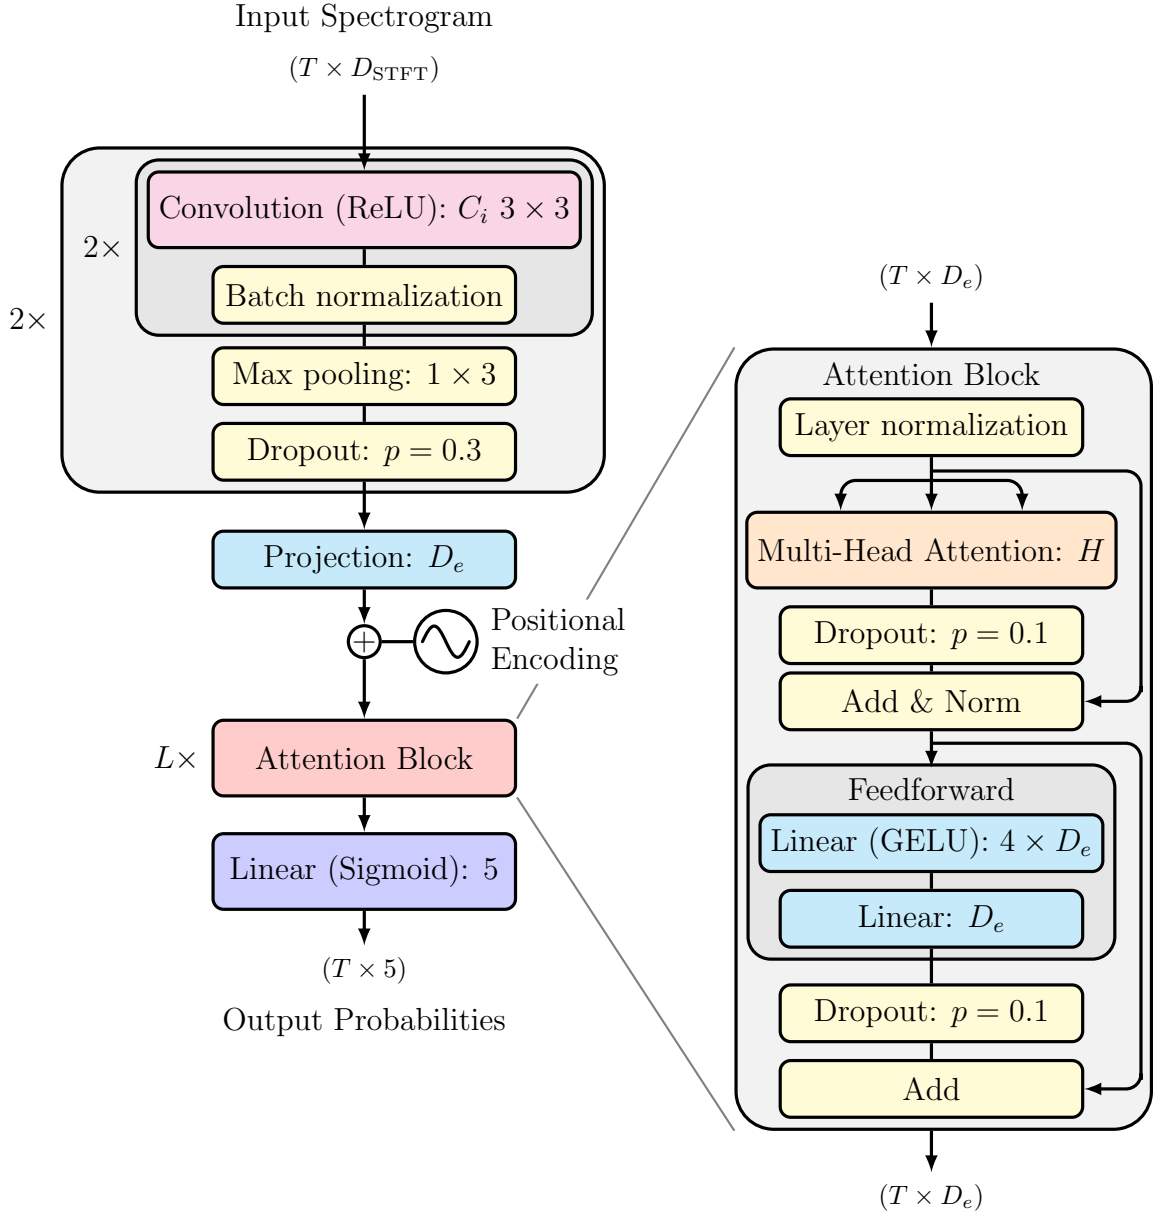 Input Spectrogram
(T × D_STFT)
2×
2×
Convolution (ReLU): C_i 3 × 3
Batch normalization
Max pooling: 1 × 3
Dropout: p = 0.3
Projection: D_e
+
Positional
Encoding
L×
Attention Block
Linear (Sigmoid): 5
(T × 5)
Output Probabilities
(T × D_e)
Attention Block
Layer normalization
Multi-Head Attention: H
Dropout: p = 0.1
Add & Norm
Feedforward
Linear (GELU): 4 × D_e
Linear: D_e
Dropout: p = 0.1
Add
(T × D_e)